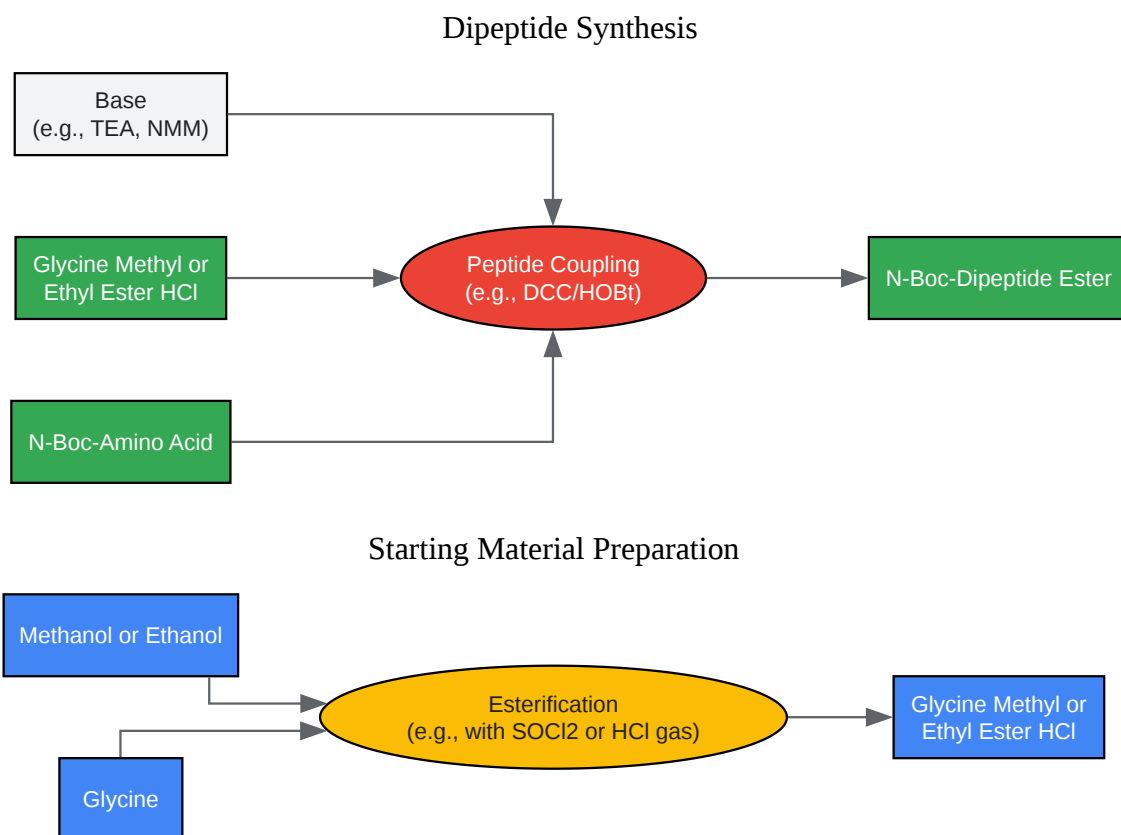 Dipeptide Synthesis
Base
(e.g., TEA, NMM)
Glycine Methyl or
Ethyl Ester HCl
Peptide Coupling
(e.g., DCC/HOBt)
N-Boc-Dipeptide Ester
N-Boc-Amino Acid
Starting Material Preparation
Methanol or Ethanol
Esterification
(e.g., with SOCl2 or HCl gas)
Glycine Methyl or
Ethyl Ester HCl
Glycine